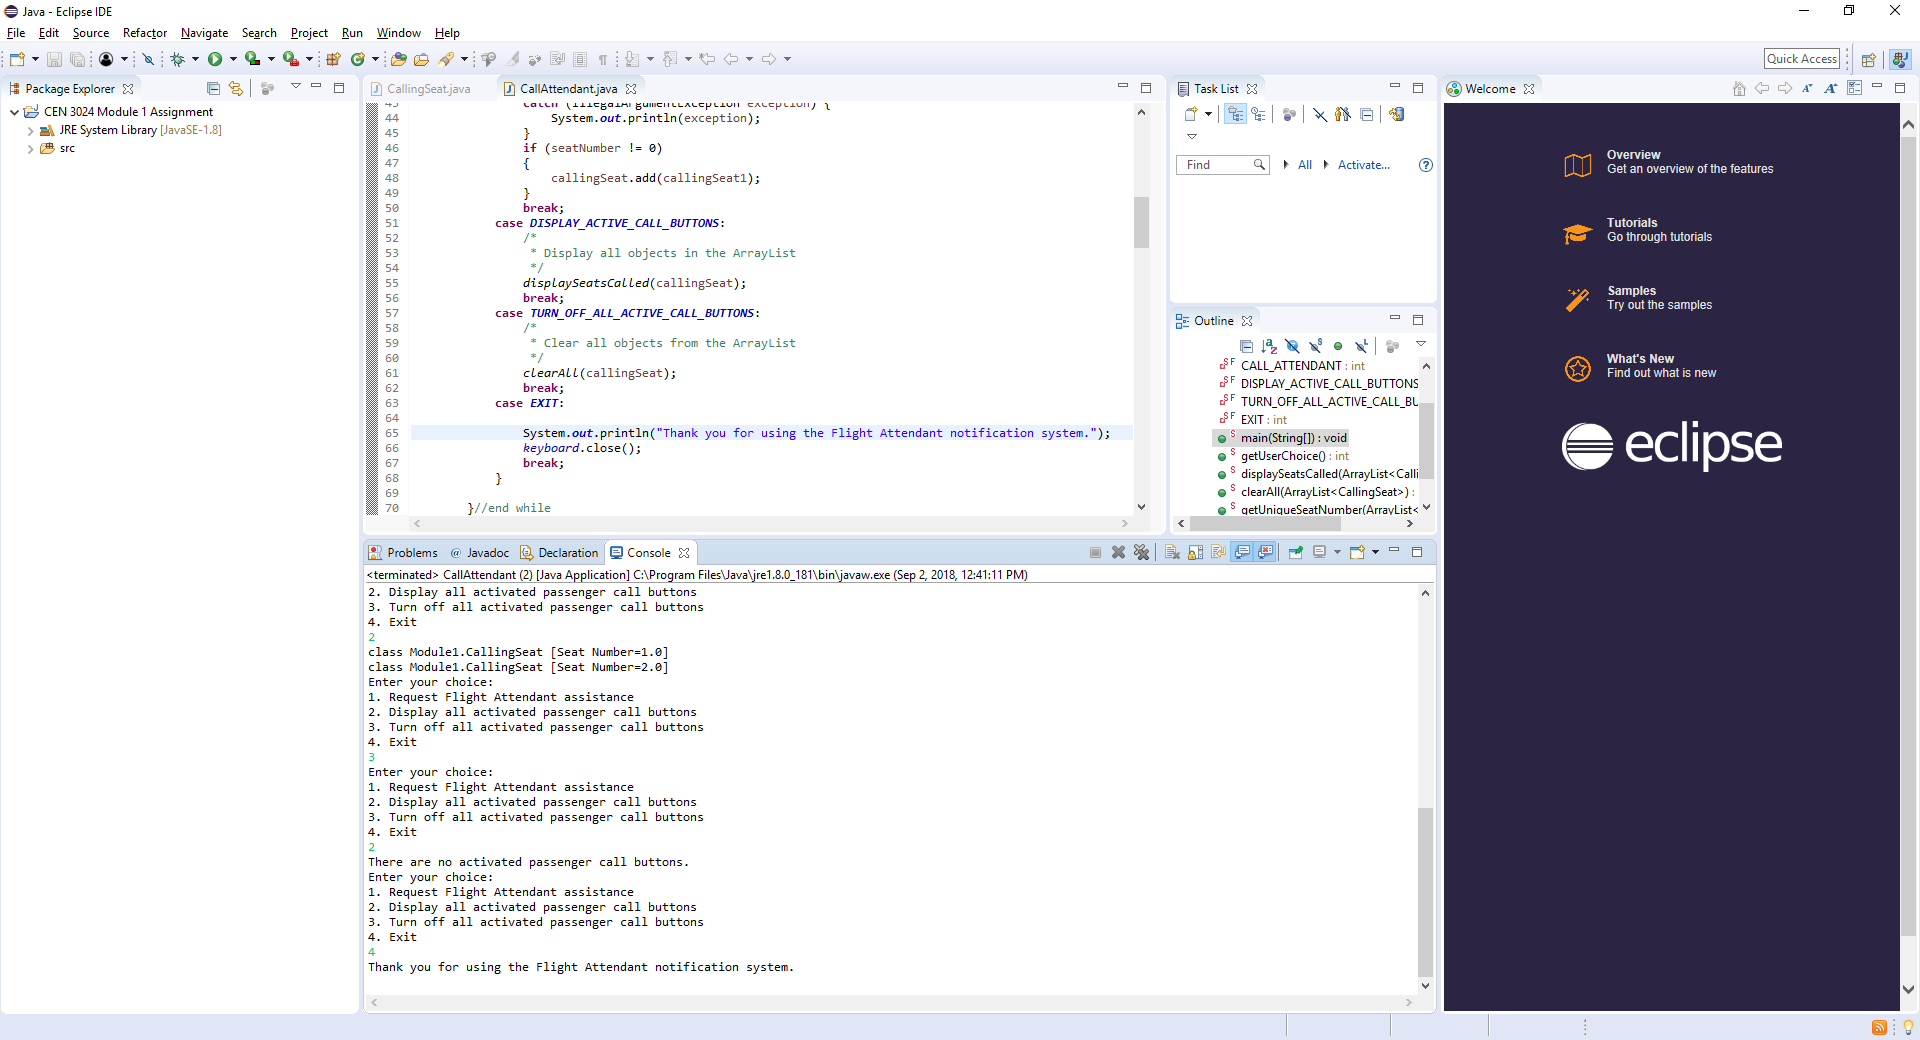 Java - Eclipse IDE
File Edit Source Refactor Navigate Search Project Run Window Help
Quick Access
Package Explorer
CEN 3024 Module 1 Assignment
JRE System Library [JavaSE-1.8]
src
CallingSeat.java CallAttendant.java
43 catch (IllegalArgumentException exception) {
44 System.out.println(exception);
45 }
46 if (seatNumber != 0)
47 {
48 callingSeat.add(callingSeat1);
49 }
50 break;
51 case DISPLAY_ACTIVE_CALL_BUTTONS:
52 /*
53 * Display all objects in the ArrayList
54 */
55 displaySeatsCalled(callingSeat);
56 break;
57 case TURN_OFF_ALL_ACTIVE_CALL_BUTTONS:
58 /*
59 * Clear all objects from the ArrayList
60 */
61 clearAll(callingSeat);
62 break;
63 case EXIT:
64
65 System.out.println("Thank you for using the Flight Attendant notification system.");
66 keyboard.close();
67 break;
68 }
69
70 }//end while
Task List
Find All Activate...
Outline
CALL_ATTENDANT : int
DISPLAY_ACTIVE_CALL_BUTTONS
TURN_OFF_ALL_ACTIVE_CALL_BU
EXIT : int
main(String[]) : void
getUserChoice() : int
displaySeatsCalled(ArrayList<Calli
clearAll(ArrayList<CallingSeat>) :
getUniqueSeatNumber(ArrayList<
Problems @ Javadoc Declaration Console
<terminated> CallAttendant (2) [Java Application] C:\Program Files\Java\jre1.8.0_181\bin\javaw.exe (Sep 2, 2018, 12:41:11 PM)
2. Display all activated passenger call buttons
3. Turn off all activated passenger call buttons
4. Exit
2
class Module1.CallingSeat [Seat Number=1.0]
class Module1.CallingSeat [Seat Number=2.0]
Enter your choice:
1. Request Flight Attendant assistance
2. Display all activated passenger call buttons
3. Turn off all activated passenger call buttons
4. Exit
3
Enter your choice:
1. Request Flight Attendant assistance
2. Display all activated passenger call buttons
3. Turn off all activated passenger call buttons
4. Exit
2
There are no activated passenger call buttons.
Enter your choice:
1. Request Flight Attendant assistance
2. Display all activated passenger call buttons
3. Turn off all activated passenger call buttons
4. Exit
4
Thank you for using the Flight Attendant notification system.
Welcome
Overview
Get an overview of the features
Tutorials
Go through tutorials
Samples
Try out the samples
What's New
Find out what is new
eclipse